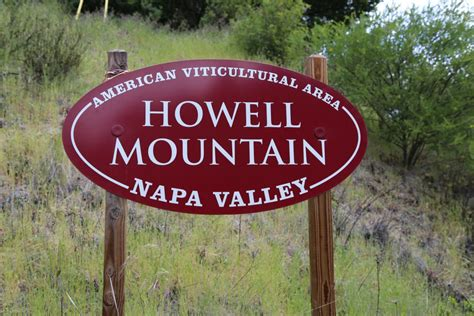 AMERICAN VITICULTURAL AREA
HOWELL
MOUNTAIN
NAPA VALLEY